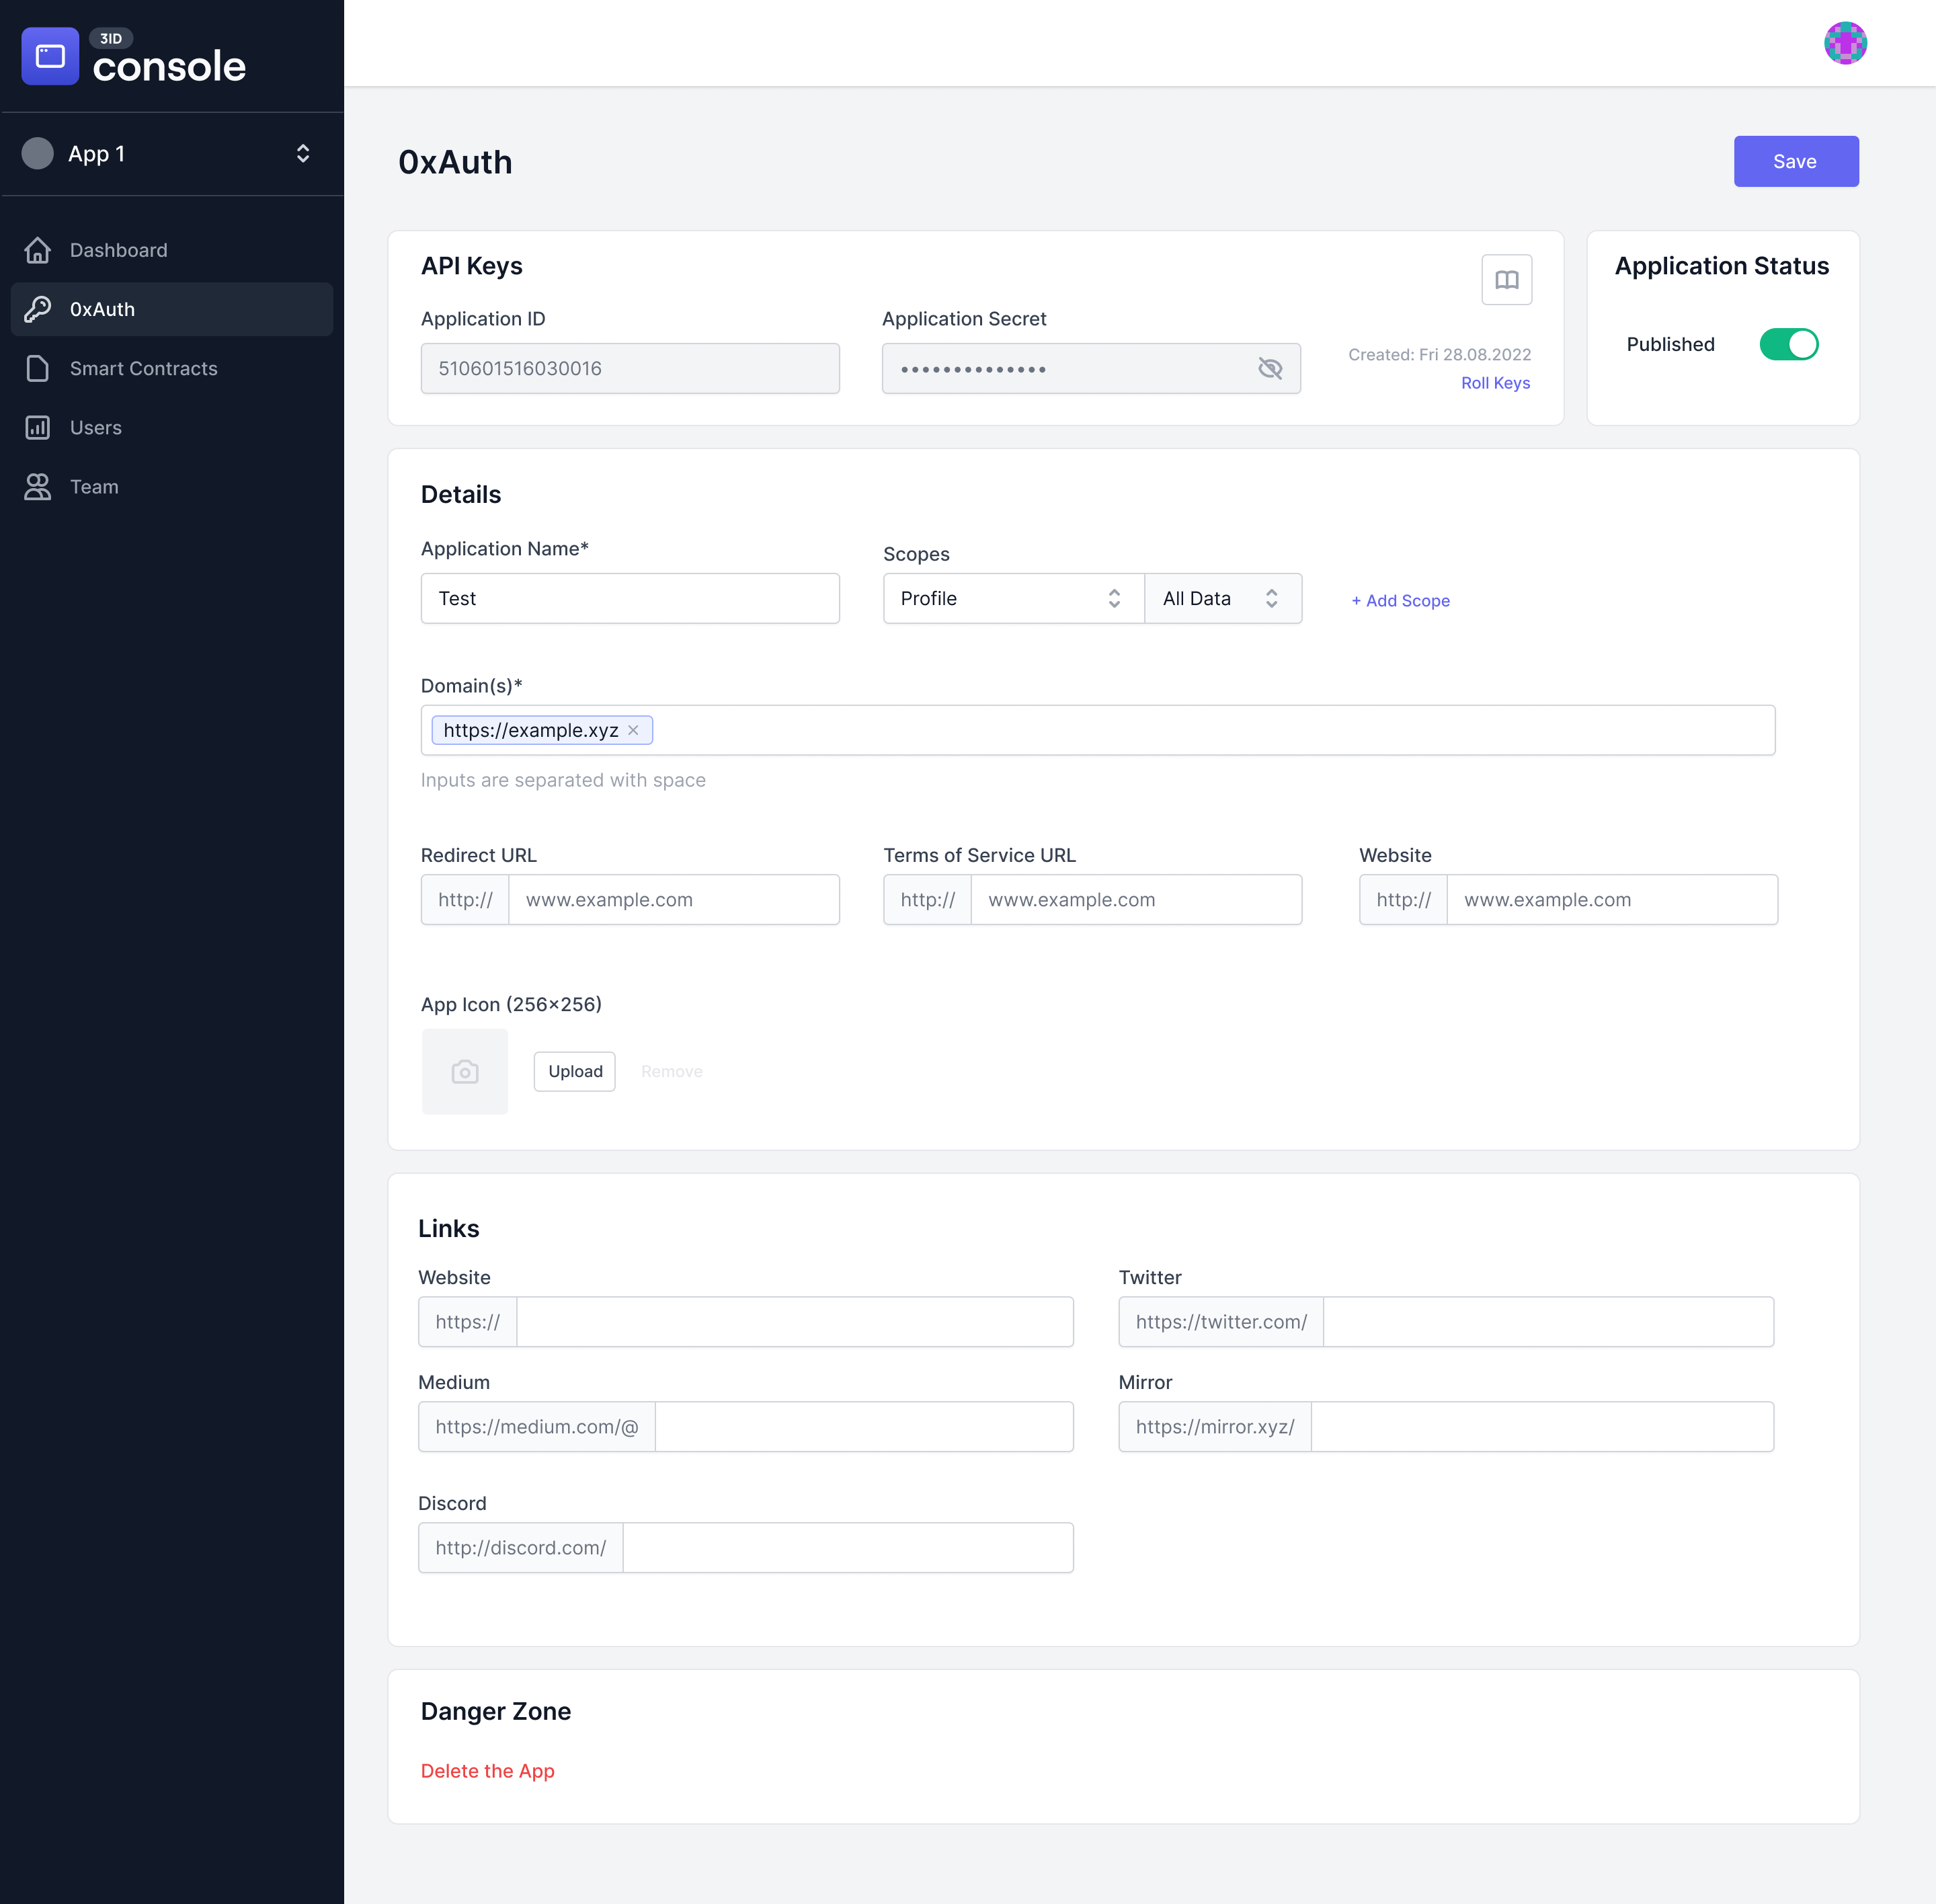 3ID
console
App 1
Dashboard
0xAuth
Smart Contracts
Users
Team
0xAuth
Save
API Keys
Application ID
510601516030016
Application Secret
••••••••••••••
Created: Fri 28.08.2022
Roll Keys
Application Status
Published
Details
Application Name*
Test
Scopes
Profile
All Data
+ Add Scope
Domain(s)*
https://example.xyz ×
Inputs are separated with space
Redirect URL
http:// www.example.com
Terms of Service URL
http:// www.example.com
Website
http:// www.example.com
App Icon (256×256)
Upload
Remove
Links
Website
https://
Twitter
https://twitter.com/
Medium
https://medium.com/@
Mirror
https://mirror.xyz/
Discord
http://discord.com/
Danger Zone
Delete the App